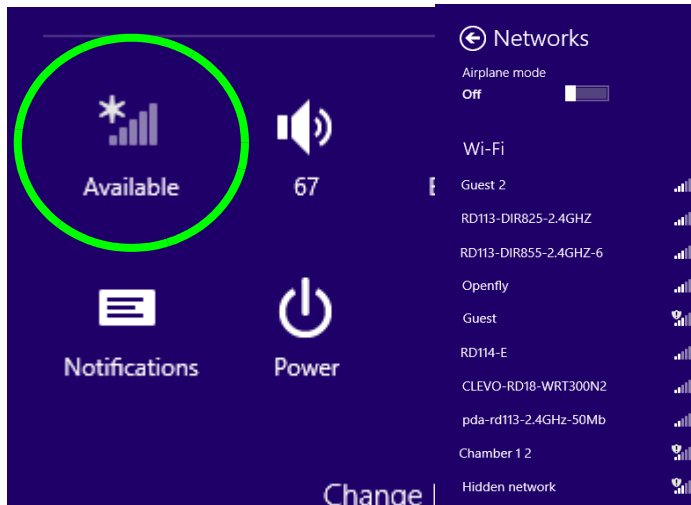 Available
67
Notifications
Power
Change
Networks
Airplane mode
Off
Wi-Fi
Guest 2
RD113-DIR825-2.4GHZ
RD113-DIR855-2.4GHZ-6
Openfly
Guest
RD114-E
CLEVO-RD18-WRT300N2
pda-rd113-2.4GHz-50Mb
Chamber 1 2
Hidden network